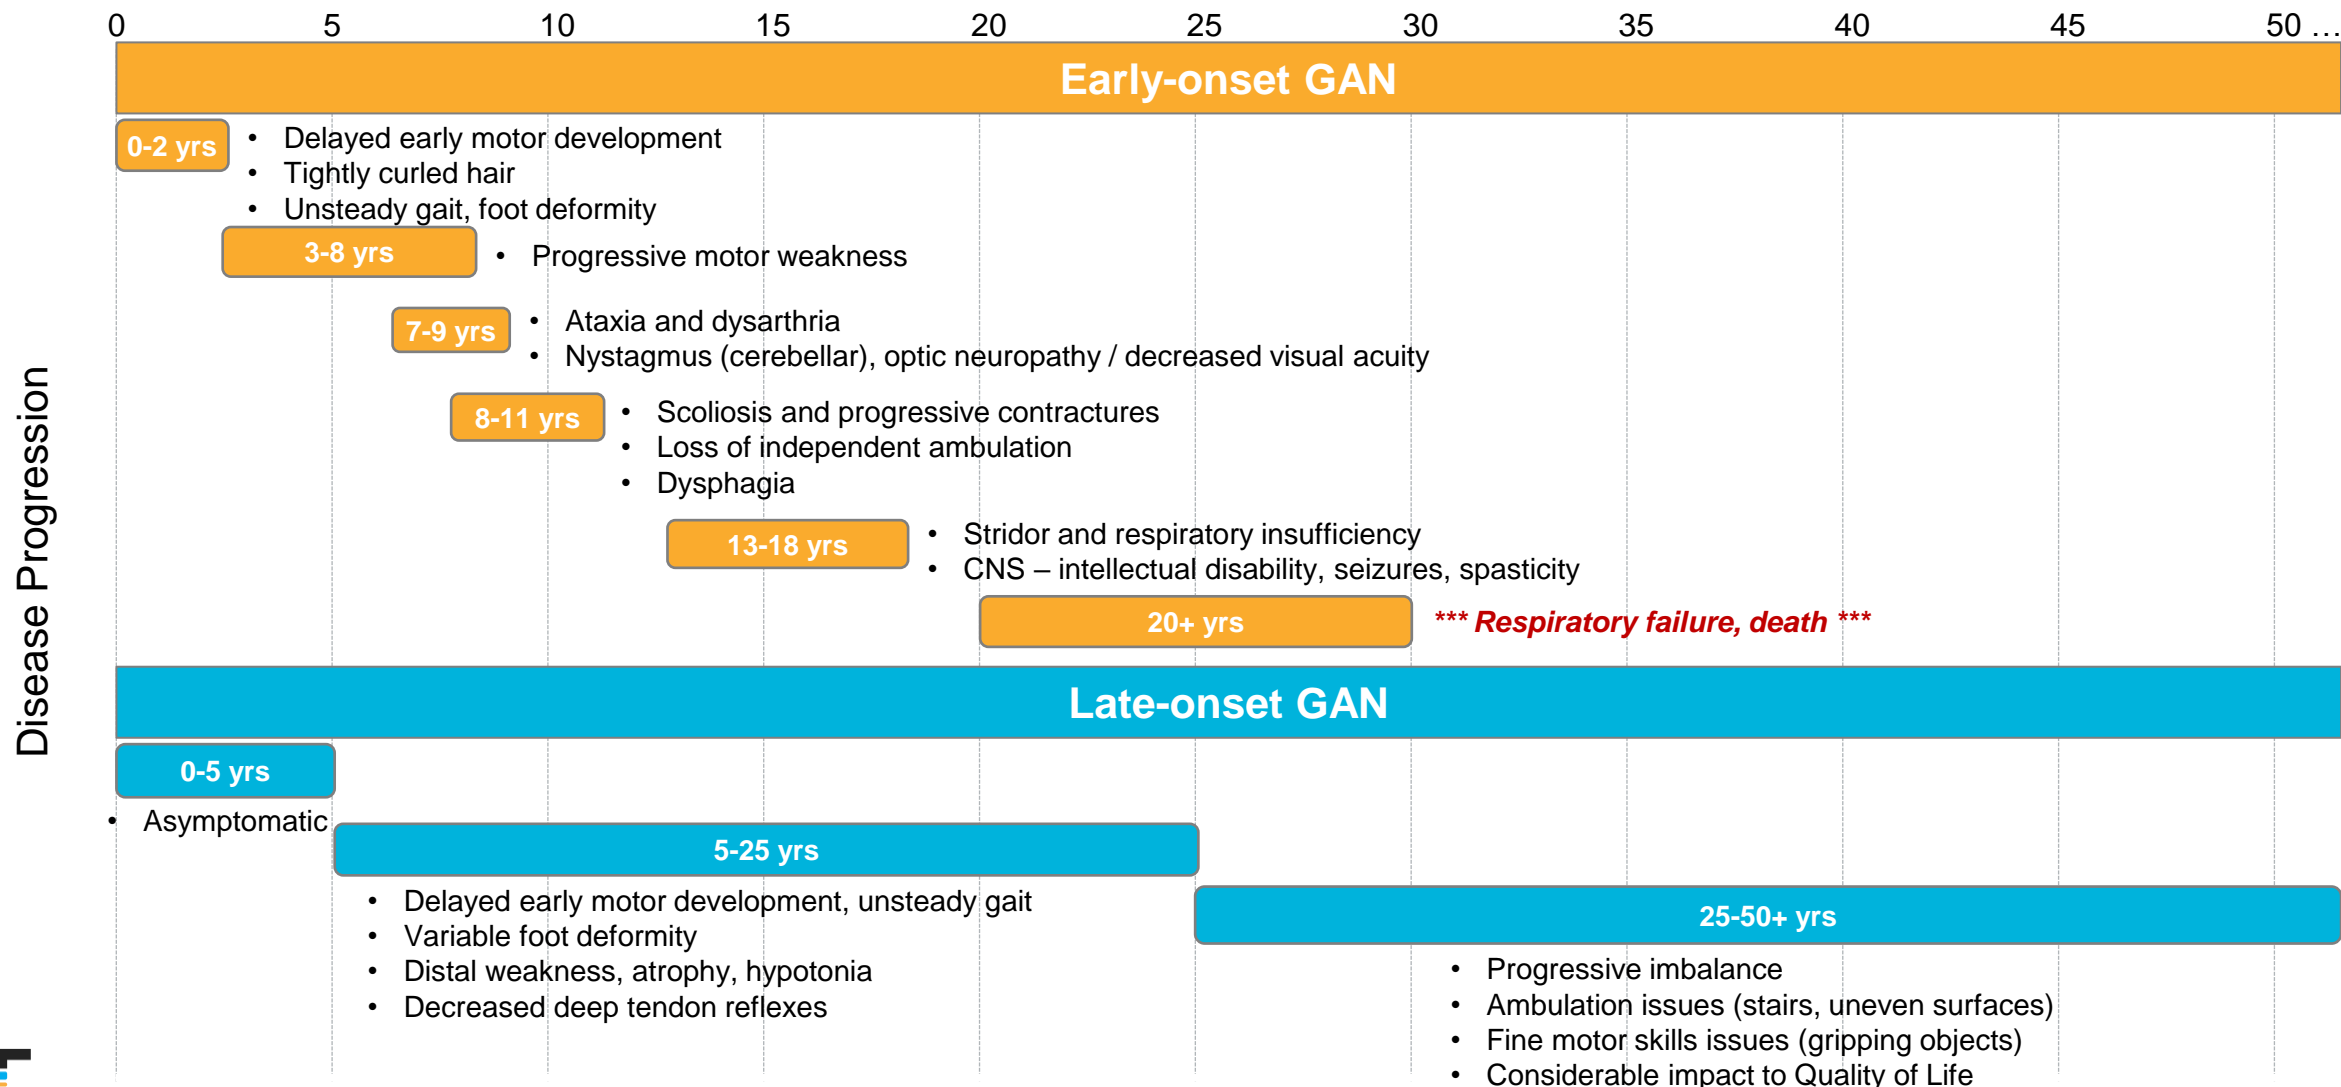 0 5 10 15 20 25 30 35 40 45 50 ...
Early-onset GAN
0-2 yrs
• Delayed early motor development
• Tightly curled hair
• Unsteady gait, foot deformity
3-8 yrs
• Progressive motor weakness
7-9 yrs
• Ataxia and dysarthria
• Nystagmus (cerebellar), optic neuropathy / decreased visual acuity
8-11 yrs
• Scoliosis and progressive contractures
• Loss of independent ambulation
• Dysphagia
13-18 yrs
• Stridor and respiratory insufficiency
• CNS – intellectual disability, seizures, spasticity
20+ yrs
*** Respiratory failure, death ***
Disease Progression
Late-onset GAN
0-5 yrs
• Asymptomatic
5-25 yrs
• Delayed early motor development, unsteady gait
• Variable foot deformity
• Distal weakness, atrophy, hypotonia
• Decreased deep tendon reflexes
25-50+ yrs
• Progressive imbalance
• Ambulation issues (stairs, uneven surfaces)
• Fine motor skills issues (gripping objects)
• Considerable impact to Quality of Life